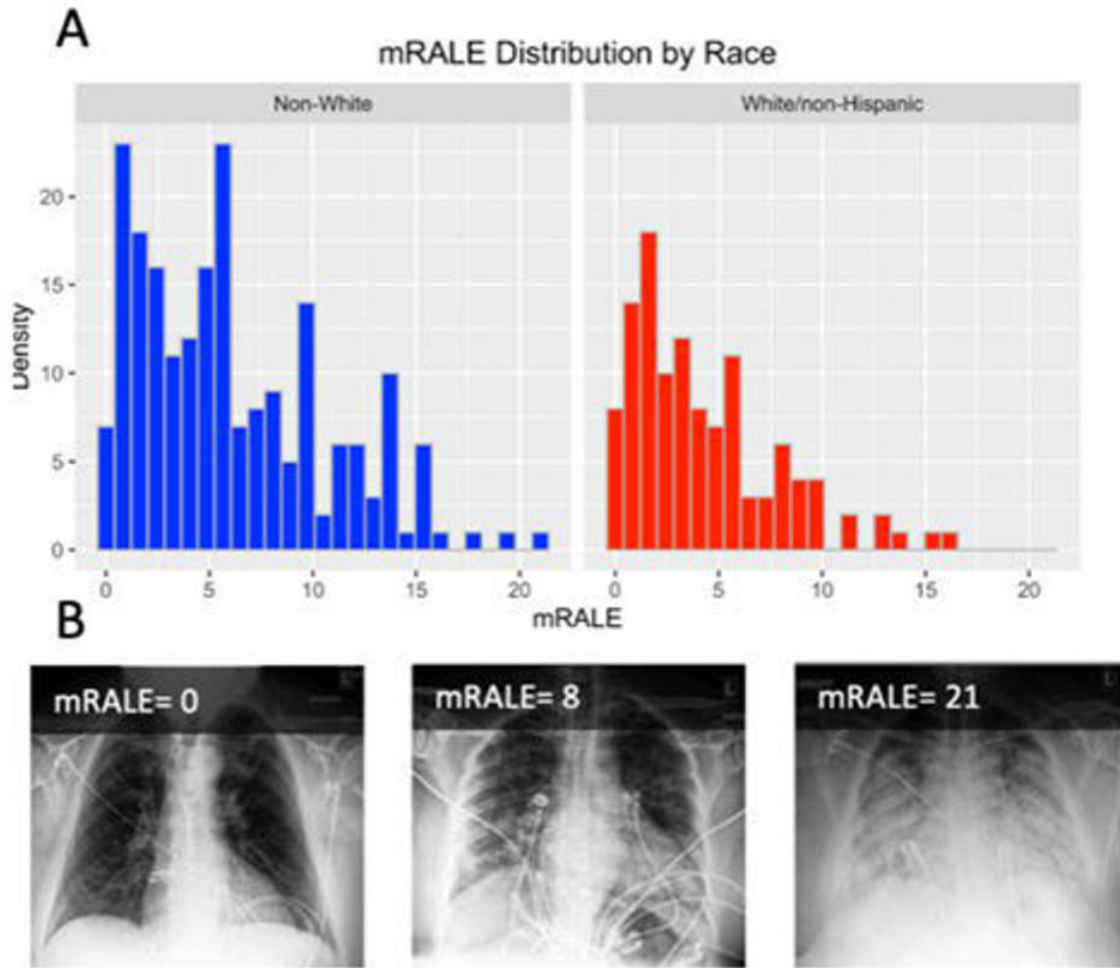 A
mRALE Distribution by Race
Non-White
White/non-Hispanic
Density
20
15
10
5
0
0 5 10 15 20
0 5 10 15 20
mRALE
B
mRALE= 0
mRALE= 8
mRALE= 21
L
L